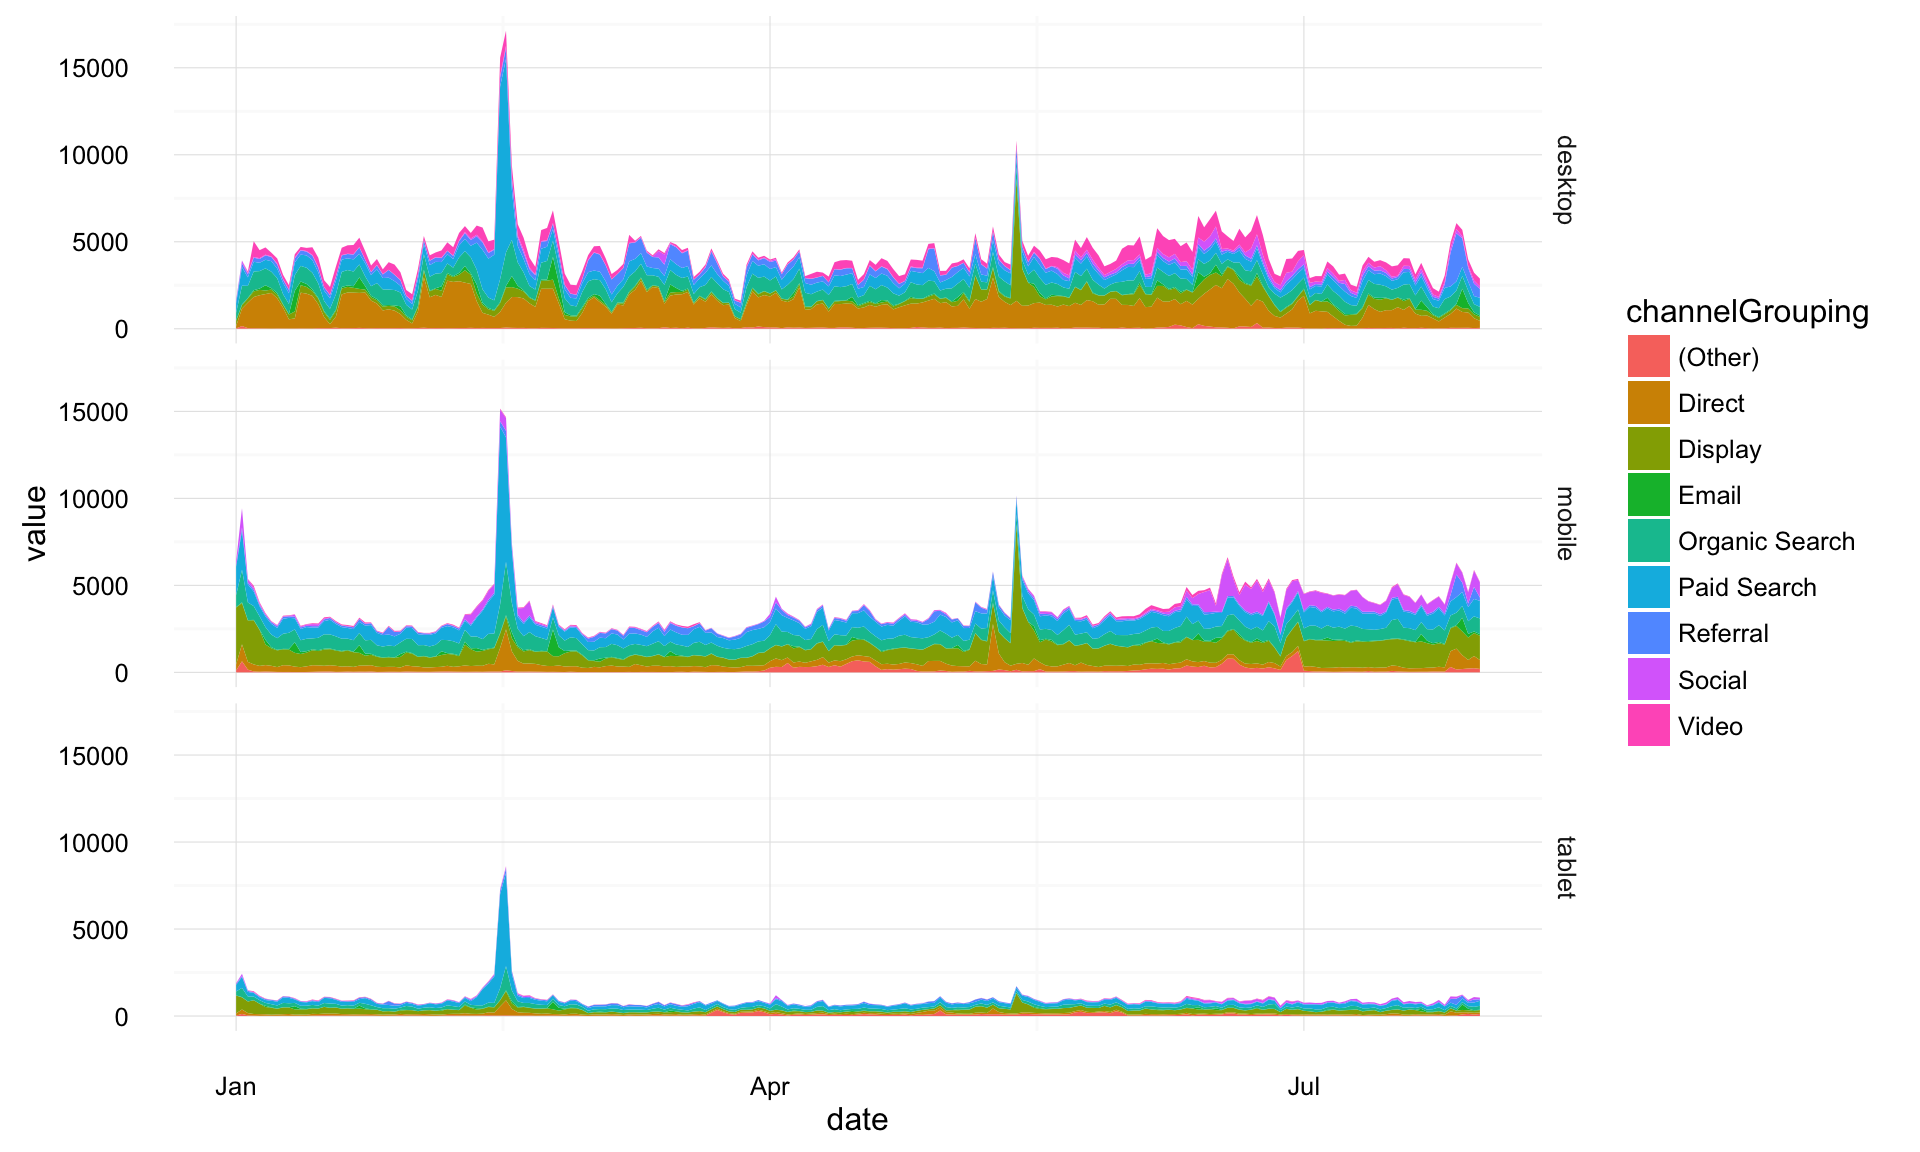 15000
10000
5000
0
desktop
15000
10000
5000
0
mobile
15000
10000
5000
0
tablet
value
Jan
Apr
Jul
date
channelGrouping
(Other)
Direct
Display
Email
Organic Search
Paid Search
Referral
Social
Video